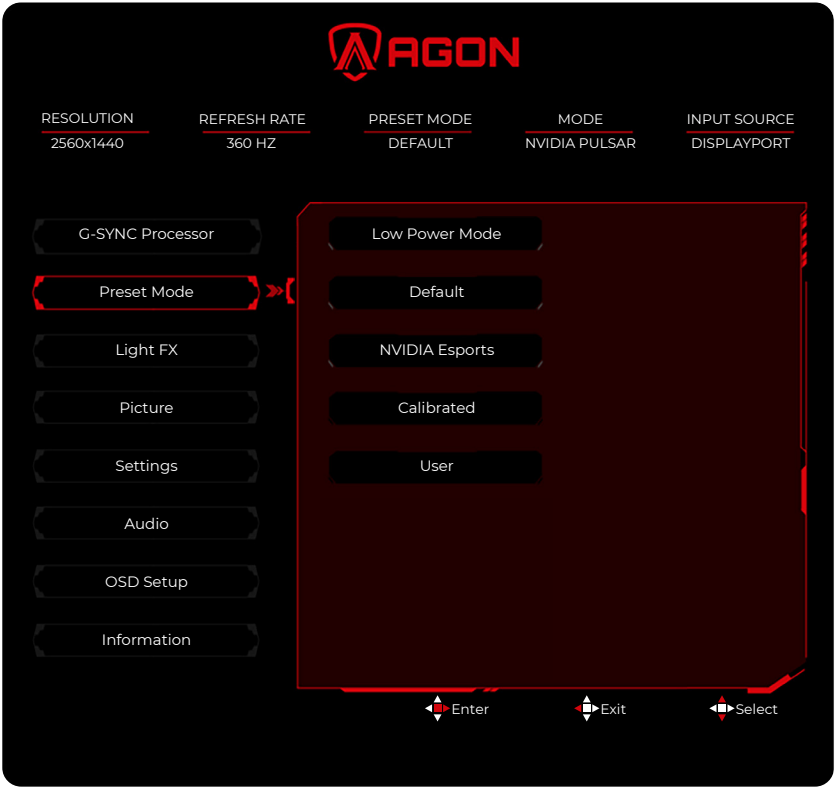 AGON
RESOLUTION
2560x1440
REFRESH RATE
360 HZ
PRESET MODE
DEFAULT
MODE
NVIDIA PULSAR
INPUT SOURCE
DISPLAYPORT
G-SYNC Processor
Preset Mode
Light FX
Picture
Settings
Audio
OSD Setup
Information
Low Power Mode
Default
NVIDIA Esports
Calibrated
User
Enter
Exit
Select